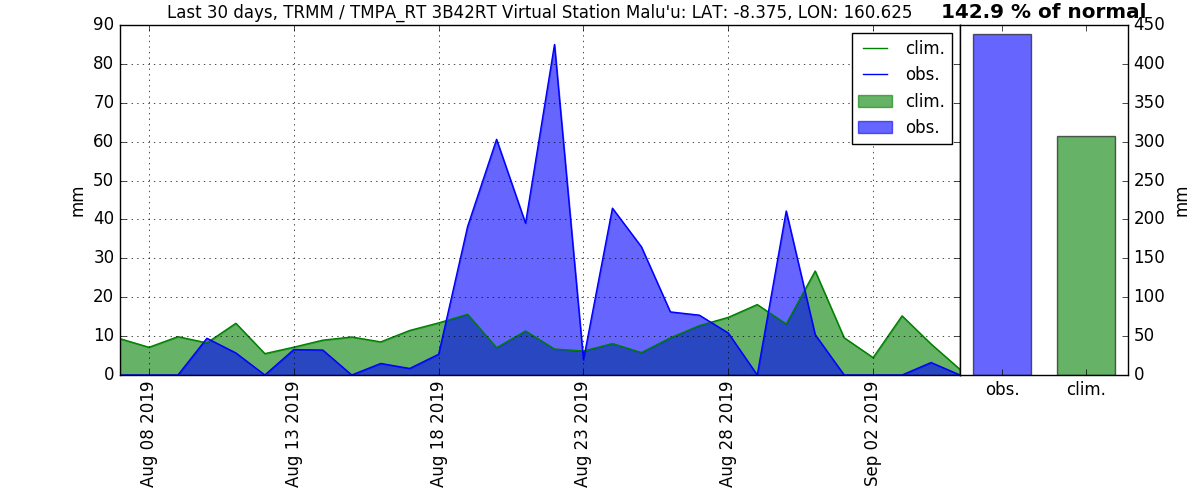 Last 30 days, TRMM / TMPA_RT 3B42RT Virtual Station Malu'u: LAT: -8.375, LON: 160.625
142.9 % of normal
90
80
70
60
50
40
30
20
10
0
mm
clim.
obs.
clim.
obs.
Aug 08 2019
Aug 13 2019
Aug 18 2019
Aug 23 2019
Aug 28 2019
Sep 02 2019
450
400
350
300
250
200
150
100
50
0
mm
obs.
clim.